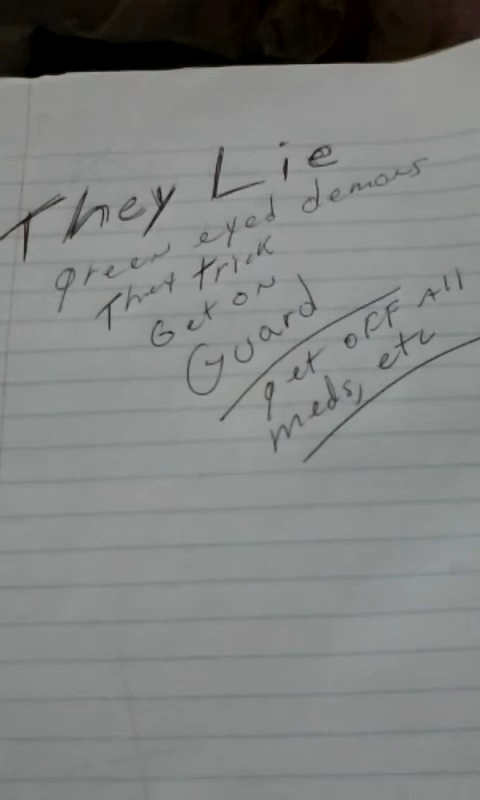 They Lie
green eyed demons
That trick
Get on
Guard
get off All
meds, etc